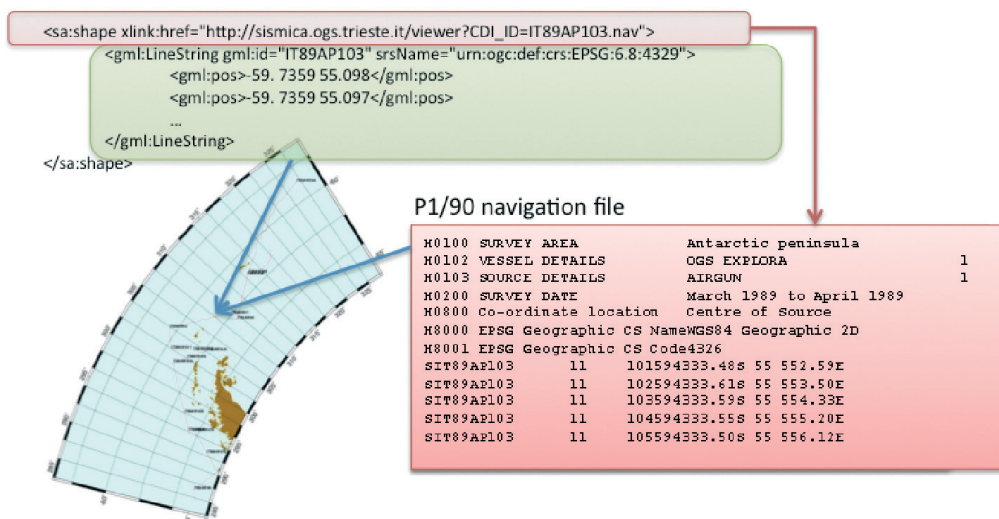 <sa:shape xlink:href="http://sismica.ogs.trieste.it/viewer?CDI_ID=IT89AP103.nav">
<gml:LineString gml:id="IT89AP103" srsName="urn:ogc:def:crs:EPSG:6.8:4329">
<gml:pos>-59. 7359 55.098</gml:pos>
<gml:pos>-59. 7359 55.097</gml:pos>
...
</gml:LineString>
</sa:shape>
P1/90 navigation file
H0100 SURVEY AREA Antarctic peninsula
H0102 VESSEL DETAILS OGS EXPLORA 1
H0103 SOURCE DETAILS AIRGUN 1
H0200 SURVEY DATE March 1989 to April 1989
H0800 Co-ordinate location Centre of Source
H8000 EPSG Geographic CS NameWGS84 Geographic 2D
H8001 EPSG Geographic CS Code4326
SIT89AP103 11 101594333.48S 55 552.59E
SIT89AP103 11 102594333.61S 55 553.50E
SIT89AP103 11 103594333.59S 55 554.33E
SIT89AP103 11 104594333.55S 55 555.20E
SIT89AP103 11 105594333.50S 55 556.12E